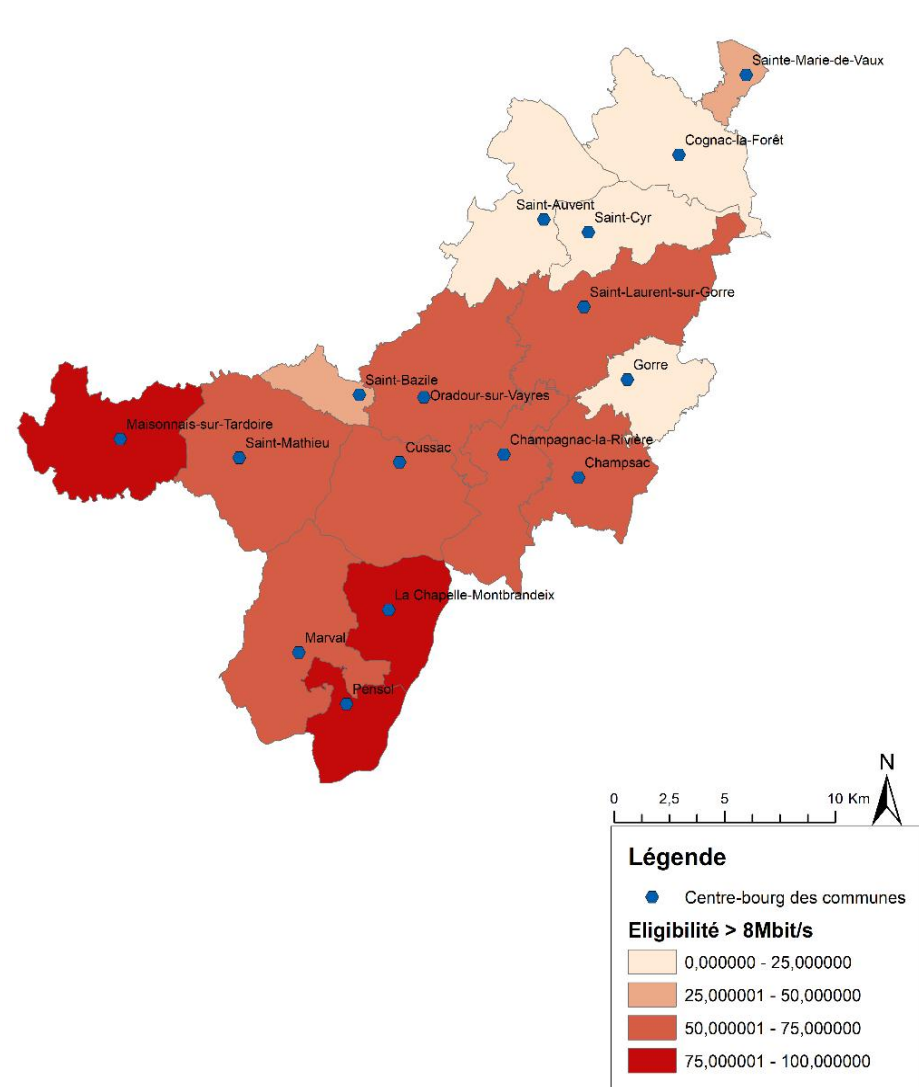 Sainte-Marie-de-Vaux
Cognac-la-Forêt
Saint-Auvent
Saint-Cyr
Saint-Laurent-sur-Gorre
Gorre
Saint-Bazile
Oradour-sur-Vayres
Maisonnais-sur-Tardoire
Saint-Mathieu
Cussac
Champagnac-la-Rivière
Champsac
La Chapelle-Montbrandeix
Marval
Pensol
N
0 2,5 5 10 Km
Légende
Centre-bourg des communes
Eligibilité > 8Mbit/s
0,000000 - 25,000000
25,000001 - 50,000000
50,000001 - 75,000000
75,000001 - 100,000000